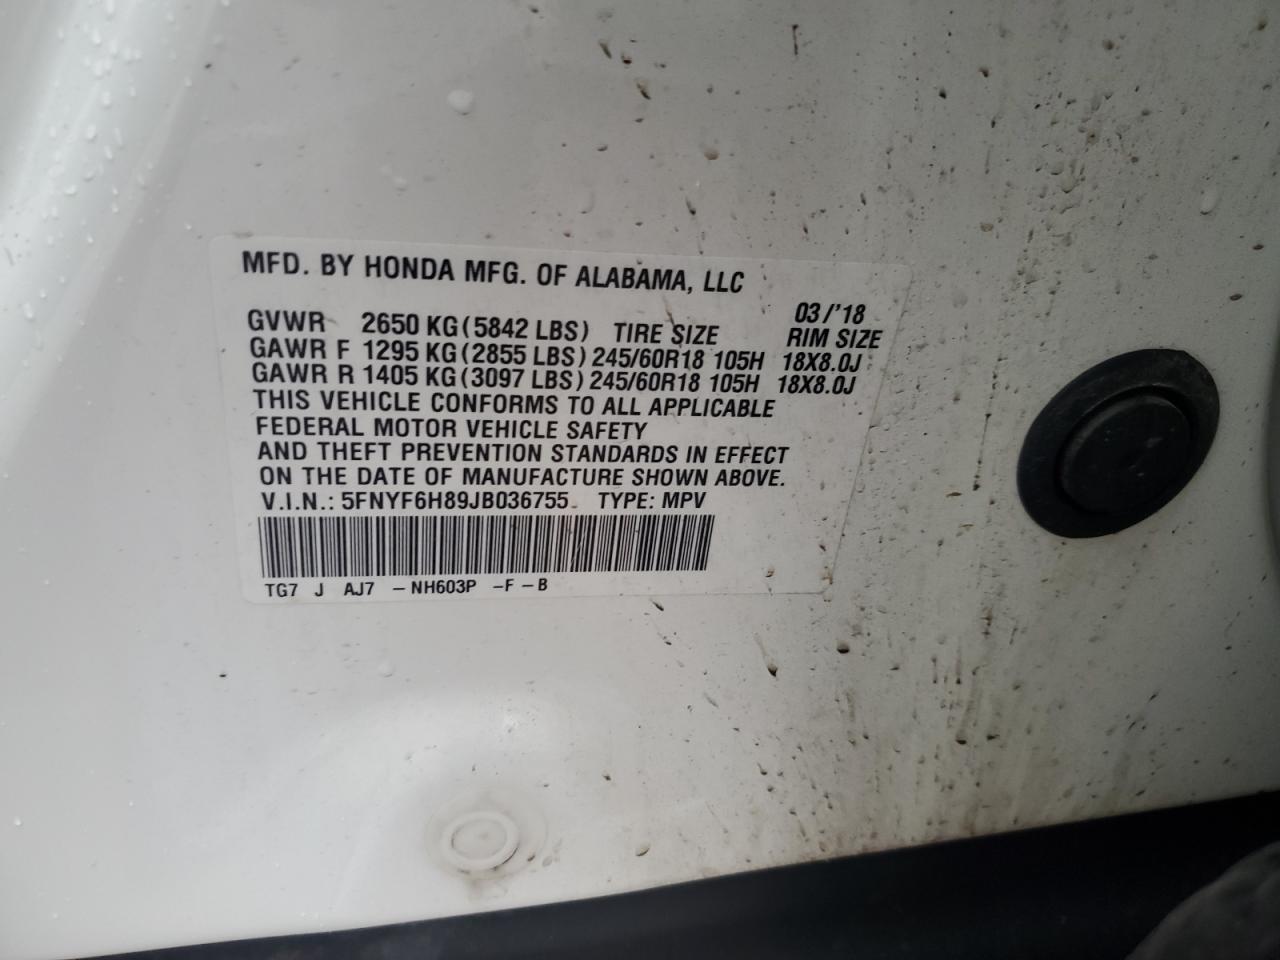 MFD. BY HONDA MFG. OF ALABAMA, LLC
03/'18
GVWR 2650 KG(5842 LBS) TIRE SIZE RIM SIZE
GAWR F 1295 KG(2855 LBS) 245/60R18 105H 18X8.0J
GAWR R 1405 KG(3097 LBS) 245/60R18 105H 18X8.0J
THIS VEHICLE CONFORMS TO ALL APPLICABLE
FEDERAL MOTOR VEHICLE SAFETY
AND THEFT PREVENTION STANDARDS IN EFFECT
ON THE DATE OF MANUFACTURE SHOWN ABOVE.
V.I.N.: 5FNYF6H89JB036755 TYPE: MPV
TG7 J AJ7 -NH603P -F-B